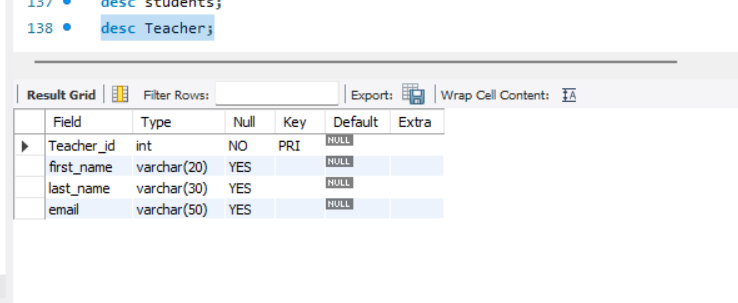 137 desc students;
138 desc Teacher;
Result Grid Filter Rows: Export: Wrap Cell Content: IA
Field Type Null Key Default Extra
Teacher_id int NO PRI NULL
first_name varchar(20) YES NULL
last_name varchar(30) YES NULL
email varchar(50) YES NULL